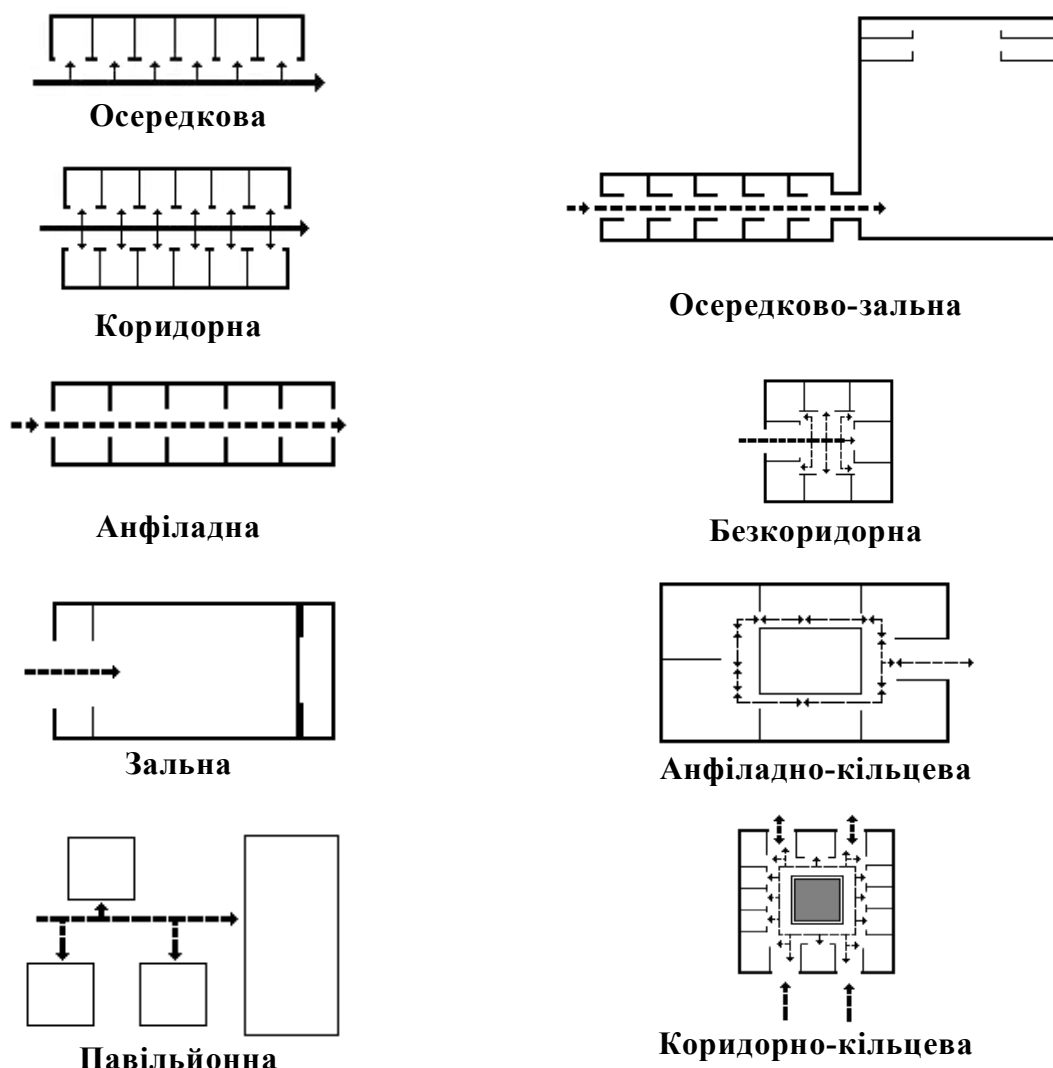 Осередкова
Коридорна
Анфіладна
Зальна
Павільйонна
Осередково-зальна
Безкоридорна
Анфіладно-кільцева
Коридорно-кільцева